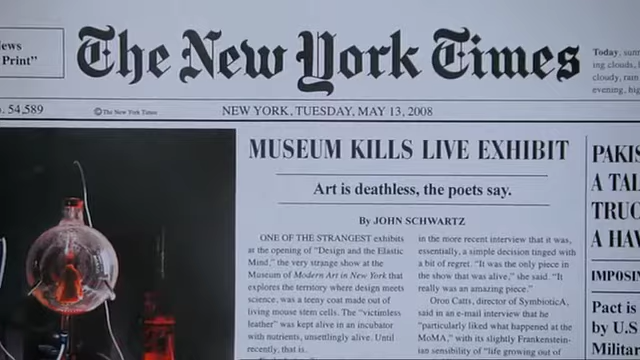 News
Print"
The New York Times
Today, sun
ing clouds,
cloudy, rain
evening, hig
. 54,589
© The New York Times
NEW YORK, TUESDAY, MAY 13, 2008
MUSEUM KILLS LIVE EXHIBIT
Art is deathless, the poets say.
By JOHN SCHWARTZ
ONE OF THE STRANGEST exhibits
at the opening of "Design and the Elastic
Mind," the very strange show at the
Museum of Modern Art in New York that
explores the territory where design meets
science, was a teeny coat made out of
living mouse stem cells. The "victimless
leather" was kept alive in an incubator
with nutrients, unsettlingly alive. Until
recently, that is.
in the more recent interview that it was,
essentially, a simple decision tinged with
a bit of regret. "It was the only piece in
the show that was alive," she said. "It
really was an amazing piece."
Oron Catts, director of SymbioticA,
said in an e-mail interview that he
"particularly liked what happened at the
MoMA," with its slightly Frankenstein-
ian sensibility of "life growing out of
PAKIS
A TAL
TRUC
A HAV
IMPOSIN
Pact is
by U.S
Militar